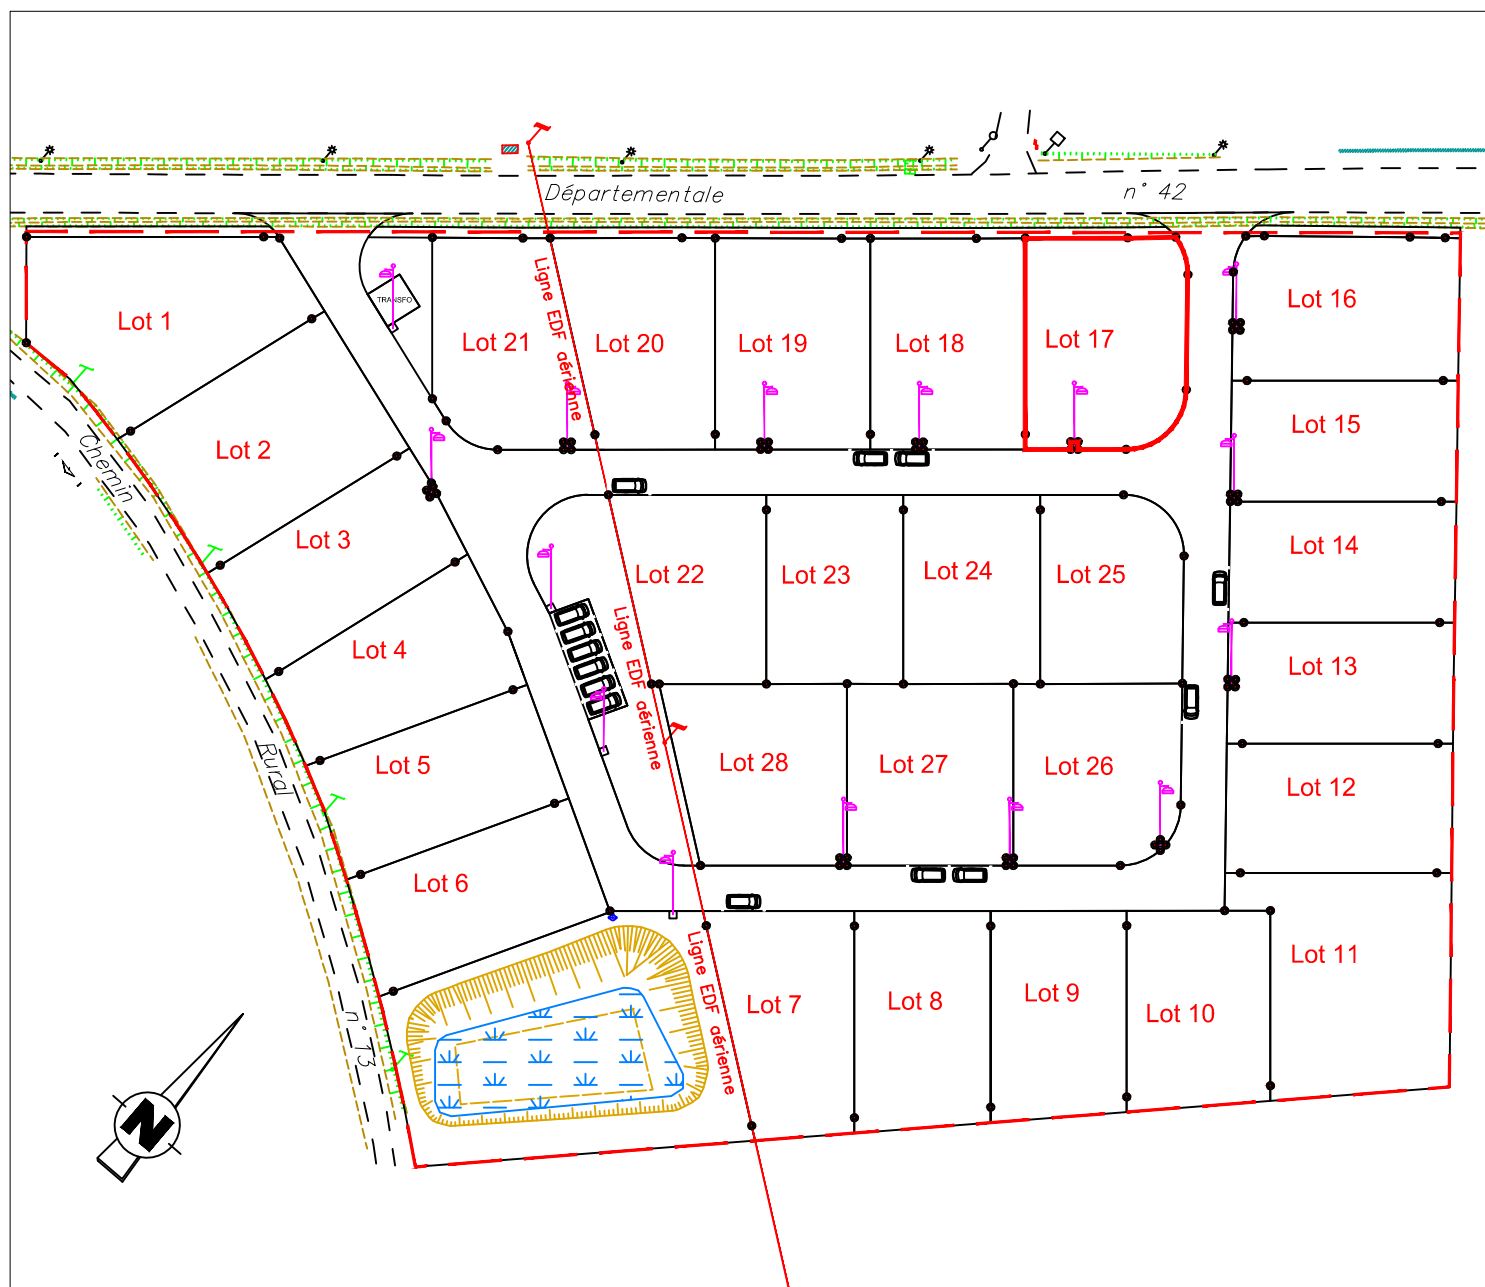 Départementale
n° 42
Ligne EDF aérienne
TRANSFO
Lot 1
Lot 21
Lot 20
Lot 19
Lot 18
Lot 17
Lot 16
Lot 2
Lot 15
Chemin
Lot 3
Lot 14
Lot 22
Lot 23
Lot 24
Lot 25
Ligne EDF aérienne
Lot 4
Lot 13
Rural
Lot 5
Lot 28
Lot 27
Lot 26
Lot 12
Lot 6
Ligne EDF aérienne
Lot 7
Lot 8
Lot 9
Lot 10
Lot 11
n° 13
N